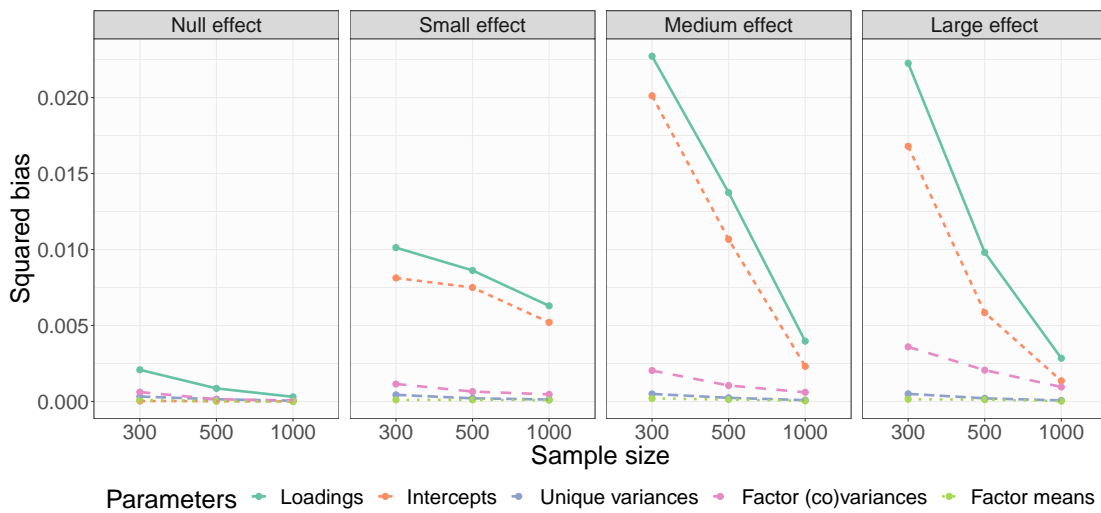 Null effect
Small effect
Medium effect
Large effect
Squared bias
0.020
0.015
0.010
0.005
0.000
300 500 1000
300 500 1000
300 500 1000
300 500 1000
Sample size
Parameters Loadings Intercepts Unique variances Factor (co)variances Factor means